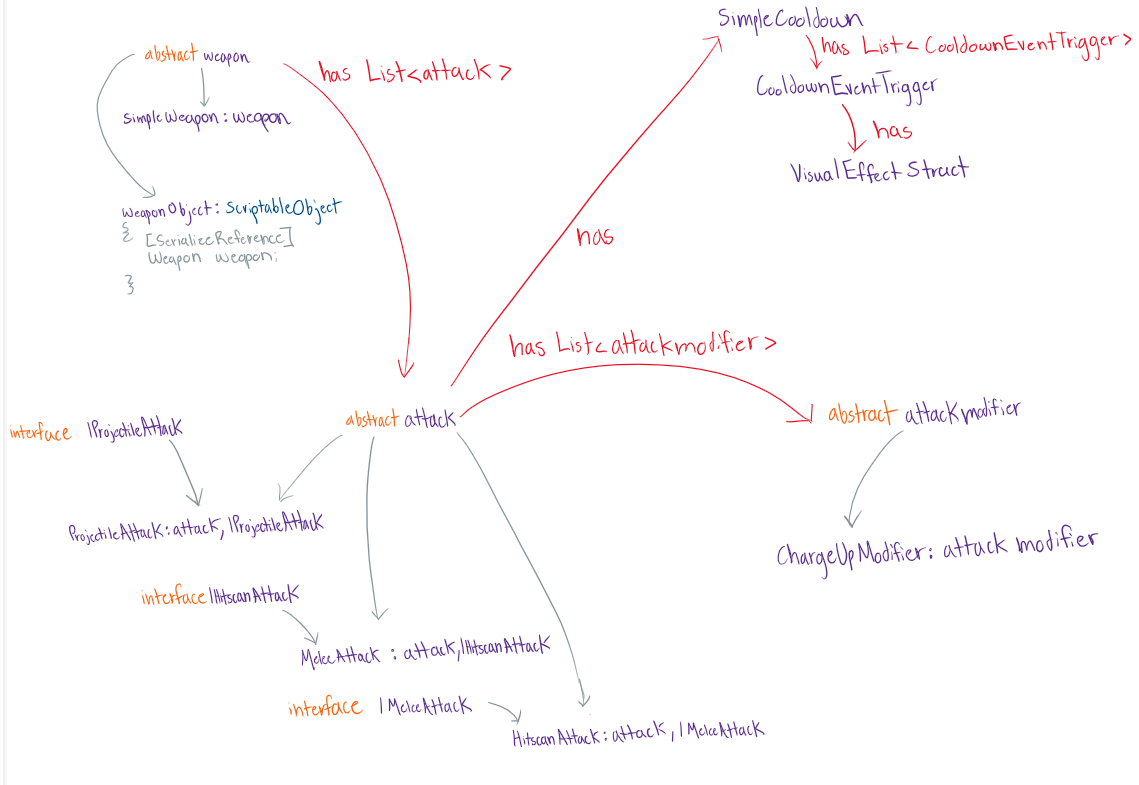 SimpleCooldown
has List<CooldownEventTrigger>
CooldownEventTrigger
has
VisualEffectStruct
abstract weapon
has List<attack>
SimpleWeapon: weapon
WeaponObject: ScriptableObject
{
[SerializeReference]
Weapon weapon;
}
has
has List<attackmodifier>
interface IProjectileAttack
abstract attack
abstract attackmodifier
ProjectileAttack: attack, IProjectileAttack
ChargeUpModifier: attack modifier
interface IHitscanAttack
MeleeAttack : attack, IHitscanAttack
interface IMeleeAttack
HitscanAttack: attack, IMeleeAttack